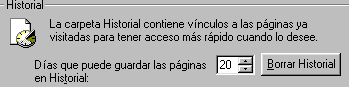 Historial
La carpeta Historial contiene vínculos a las páginas ya
visitadas para tener acceso más rápido cuando lo desee.
Días que puede guardar las páginas
en Historial:
20
Borrar Historial